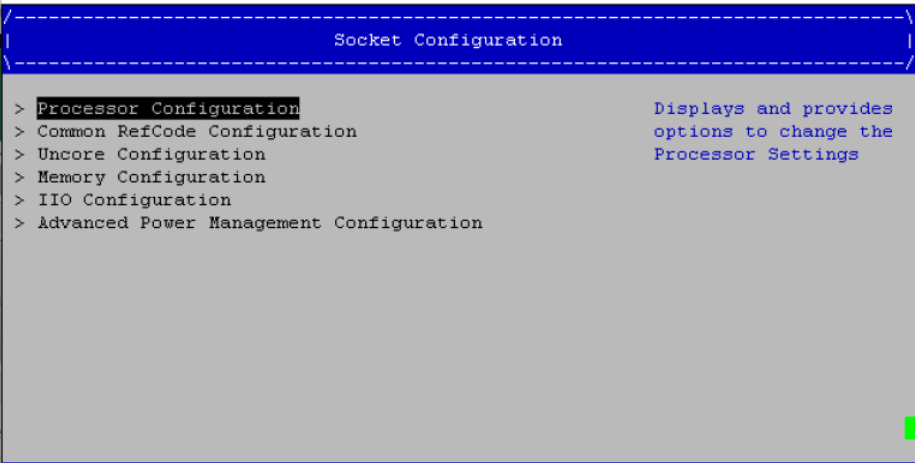 Socket Configuration
> Processor Configuration
> Common RefCode Configuration
> Uncore Configuration
> Memory Configuration
> IIO Configuration
> Advanced Power Management Configuration
Displays and provides
options to change the
Processor Settings